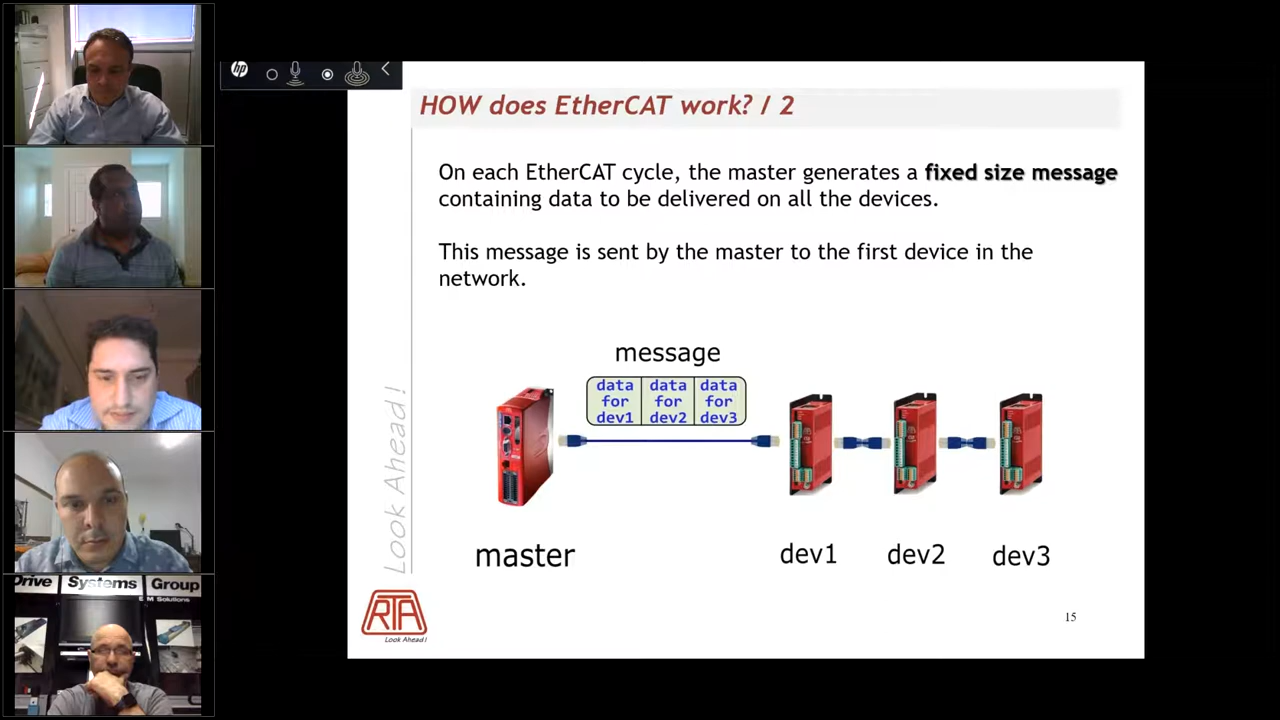 hp
HOW does EtherCAT work? / 2
On each EtherCAT cycle, the master generates a fixed size message
containing data to be delivered on all the devices.
This message is sent by the master to the first device in the
network.
message
data data data
for for for
dev1 dev2 dev3
master
dev1 dev2 dev3
Look Ahead!
RTA
Look Ahead!
15
Drive Systems Group